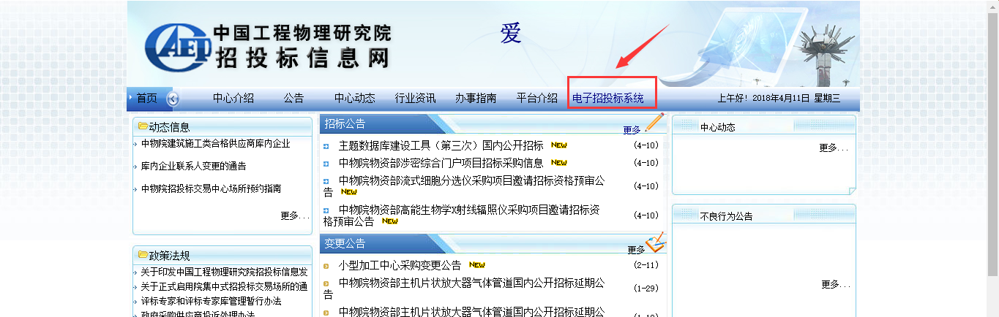 CAEP
中国工程物理研究院
招投标信息网
爱
首页 中心介绍 公告 中心动态 行业资讯 办事指南 平台介绍 电子招投标系统 上午好！2018年4月11日 星期三
动态信息
中物院建筑施工类合格供应商库内企业
库内企业联系人变更的通告
中物院招投标交易中心场所预约指南
更多...
政策法规
关于印发中国工程物理研究院招投标信息发
关于正式启用院集中式招投标交易场所的通
评标专家和评标专家库管理暂行办法
政府采购供应商投诉处理办法
招标公告
更多
主题数据库建设工具（第三次）国内公开招标 NEW (4-10)
中物院物资部涉密综合门户项目招标采购信息 NEW (4-10)
中物院物资部流式细胞分选仪采购项目邀请招标资格预审公
告 NEW (4-10)
中物院物资部高能生物学X射线辐照仪采购项目邀请招标资
格预审公告 NEW (4-10)
变更公告
更多
小型加工中心采购变更公告 NEW (2-11)
中物院物资部主机片状放大器气体管道国内公开招标延期公
告 (1-29)
中物院物资部主机片状放大器气体管道国内公开招标延期公
中心动态
更多...
不良行为公告
更多...